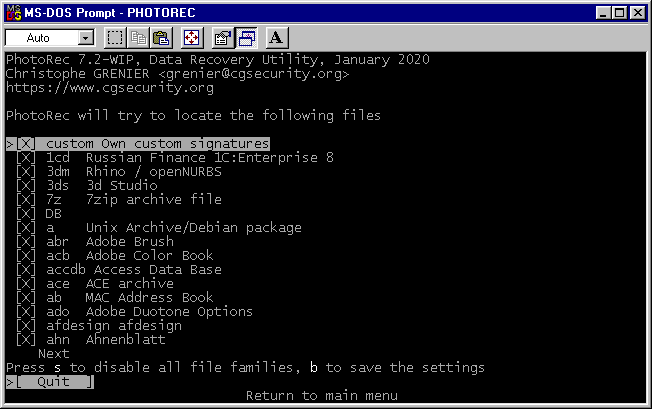 MS-DOS Prompt - PHOTOREC
Auto
A
PhotoRec 7.2-WIP, Data Recovery Utility, January 2020
Christophe GRENIER <grenier@cgsecurity.org>
https://www.cgsecurity.org
PhotoRec will try to locate the following files
>[X] custom Own custom signatures
[X] 1cd Russian Finance 1C:Enterprise 8
[X] 3dm Rhino / openNURBS
[X] 3ds 3d Studio
[X] 7z 7zip archive file
[X] DB
[X] a Unix Archive/Debian package
[X] abr Adobe Brush
[X] acb Adobe Color Book
[X] accdb Access Data Base
[X] ace ACE archive
[X] ab MAC Address Book
[X] ado Adobe Duotone Options
[X] afdesign afdesign
[X] ahn Ahnenblatt
Next
Press s to disable all file families, b to save the settings
>[ Quit ]
Return to main menu